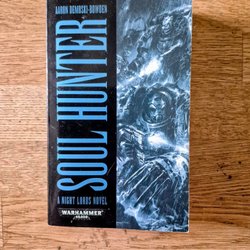 AARON DEMBSKI-BOWDEN
SOUL HUNTER
A NIGHT LORDS NOVEL
WARHAMMER
40,000